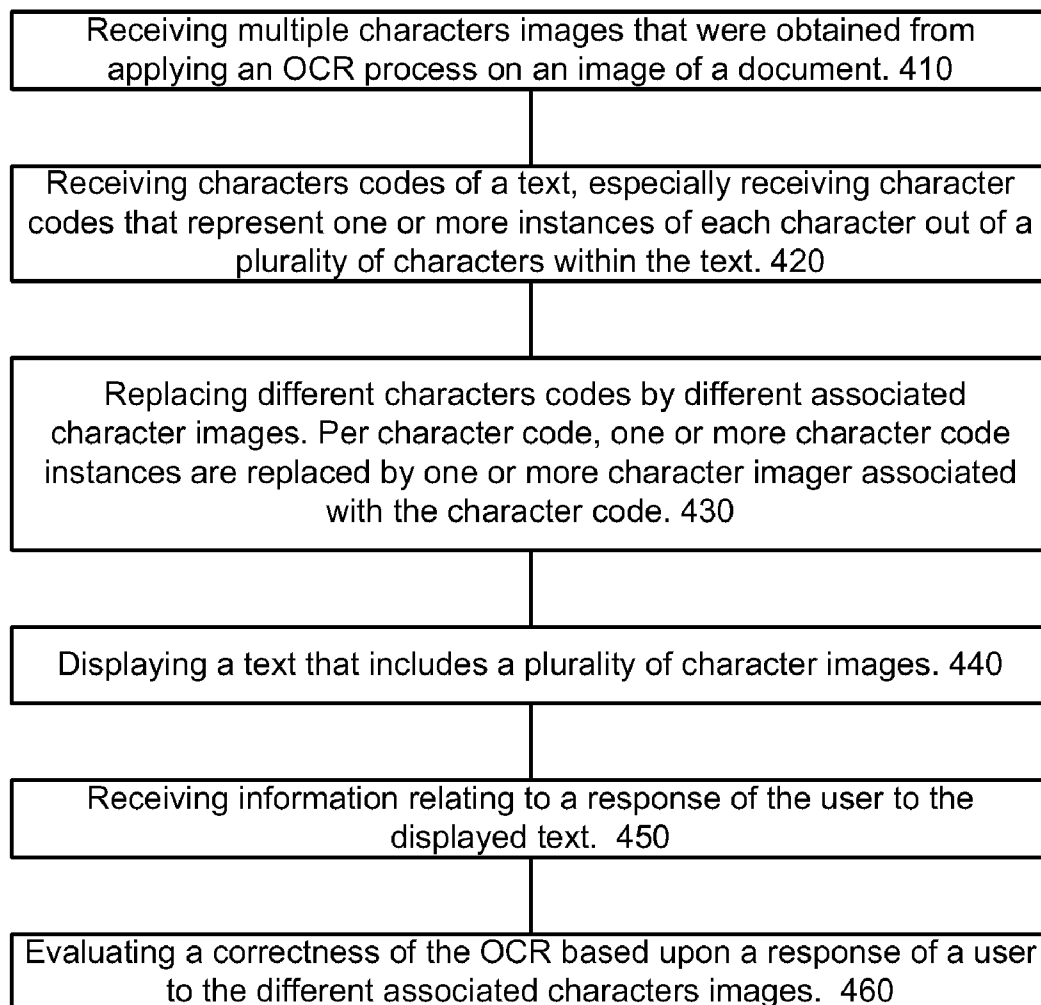 Receiving multiple characters images that were obtained from
applying an OCR process on an image of a document. 410
Receiving characters codes of a text, especially receiving character
codes that represent one or more instances of each character out of a
plurality of characters within the text. 420
Replacing different characters codes by different associated
character images. Per character code, one or more character code
instances are replaced by one or more character imager associated
with the character code. 430
Displaying a text that includes a plurality of character images. 440
Receiving information relating to a response of the user to the
displayed text.  450
Evaluating a correctness of the OCR based upon a response of a user
to the different associated characters images.  460